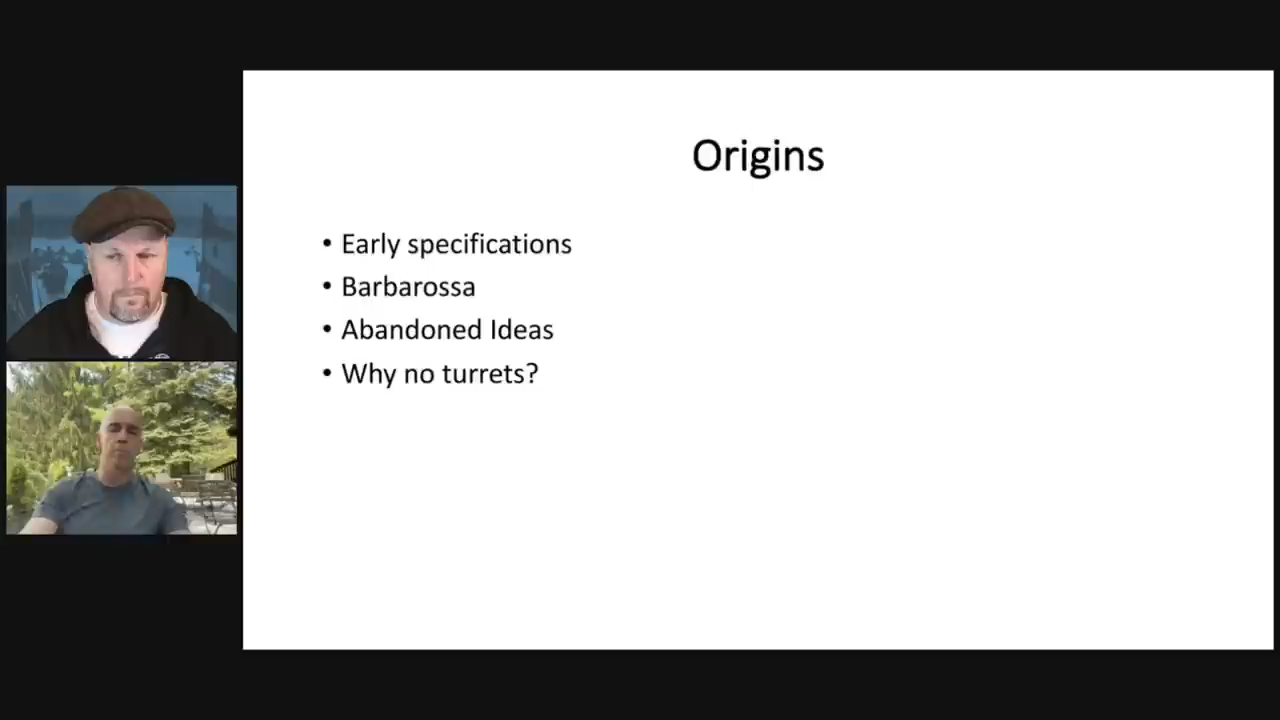 Origins
• Early specifications
• Barbarossa
• Abandoned Ideas
• Why no turrets?